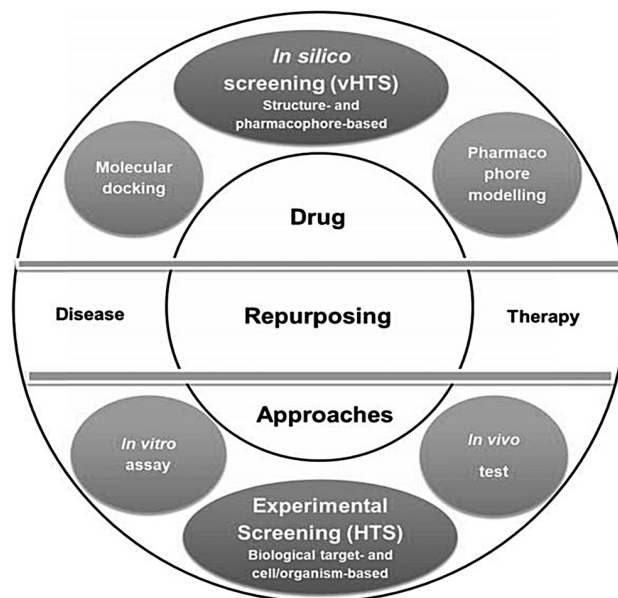 In silico
screening (vHTS)
Structure- and
pharmacophore-based
Molecular
docking
Pharmaco
phore
modelling
Drug
Disease
Repurposing
Therapy
Approaches
In vitro
assay
In vivo
test
Experimental
Screening (HTS)
Biological target- and
cell/organism-based